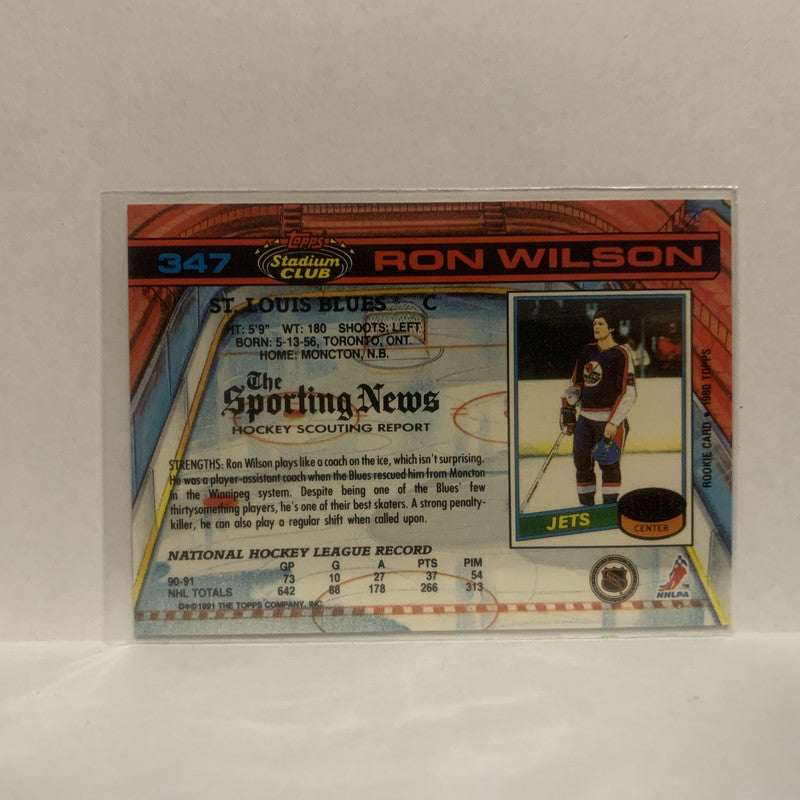 347
Topps
Stadium
CLUB
RON WILSON
ST. LOUIS BLUES C
HT: 5'9" WT: 180 SHOOTS: LEFT
BORN: 5-13-56, TORONTO, ONT.
HOME: MONCTON, N.B.
The
Sporting News
HOCKEY SCOUTING REPORT
STRENGTHS: Ron Wilson plays like a coach on the ice, which isn't surprising.
He was a player-assistant coach when the Blues rescued him from Moncton
in the Winnipeg system. Despite being one of the Blues' few
thirtysomething players, he's one of their best skaters. A strong penalty-
killer, he can also play a regular shift when called upon.
NATIONAL HOCKEY LEAGUE RECORD
GP G A PTS PIM
90-91 73 10 27 37 54
NHL TOTALS 642 88 178 266 313
D*©1991 THE TOPPS COMPANY, INC.
JETS
CENTER
ROOKIE CARD • 1980 TOPPS
NHL
NHLPA